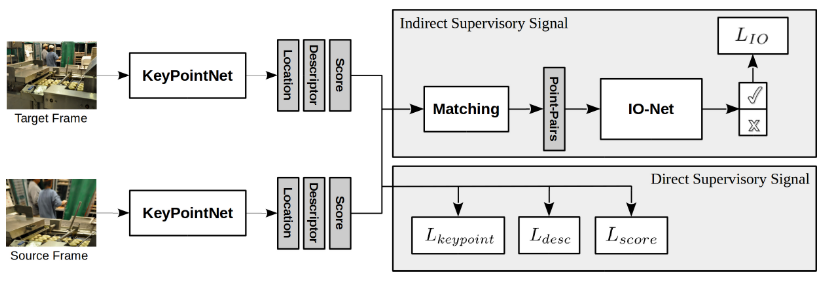 Indirect Supervisory Signal
L_{IO}
KeyPointNet
Location
Descriptor
Score
Matching
Point-Pairs
IO-Net
Target Frame
Direct Supervisory Signal
KeyPointNet
Location
Descriptor
Score
L_{keypoint}
L_{desc}
L_{score}
Source Frame